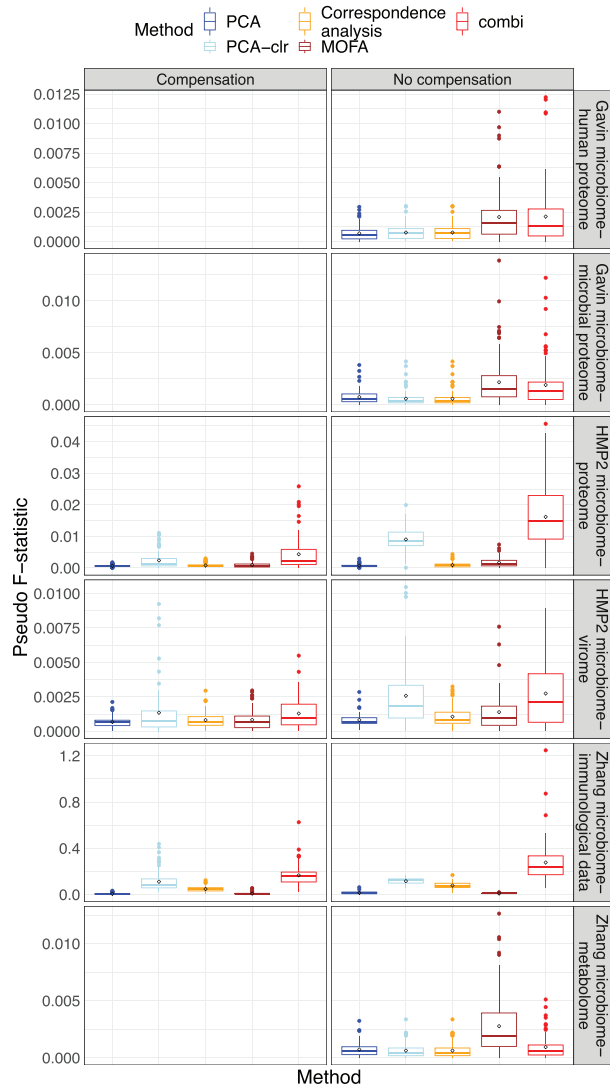 Method
PCA
PCA−clr
Correspondence
analysis
MOFA
combi
Compensation
No compensation
0.0125
0.0100
0.0075
0.0050
0.0025
0.0000
Gavin microbiome−
human proteome
0.010
0.005
0.000
Gavin microbiome−
microbial proteome
0.04
0.03
0.02
0.01
0.00
HMP2 microbiome−
proteome
0.0100
0.0075
0.0050
0.0025
0.0000
HMP2 microbiome−
virome
1.2
0.8
0.4
0.0
Zhang microbiome−
immunological data
0.010
0.005
0.000
Zhang microbiome−
metabolome
Pseudo F−statistic
Method